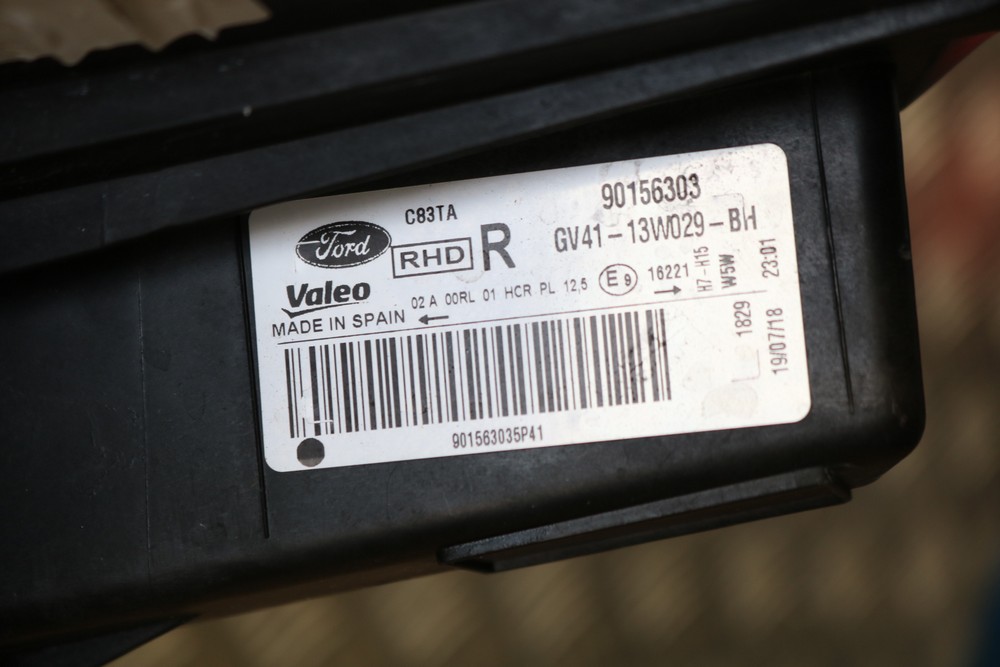 C83TA
90156303
Ford
RHD R
GV41-13W029-BH
Valeo
02 A 00RL 01 HCR PL 12,5
E9
16221
H7-H15
W5W
23:01
MADE IN SPAIN
1829
19/07/18
901563035P41